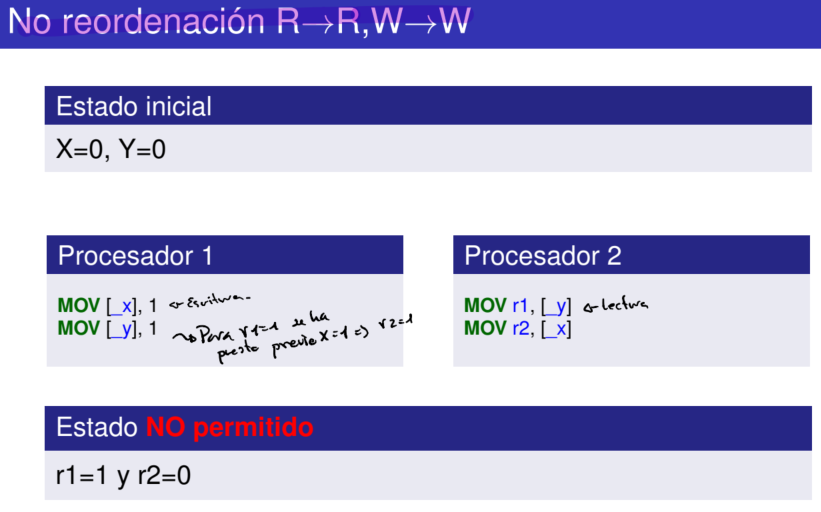 No reordenación R→R,W→W
Estado inicial
X=0, Y=0
Procesador 1
MOV [_x], 1 ← Escritura.
MOV [_y], 1 → Para r1=1 se ha
puesto previo X=1 => r2=1
Procesador 2
MOV r1, [_y] ← lectura
MOV r2, [_x]
Estado NO permitido
r1=1 y r2=0